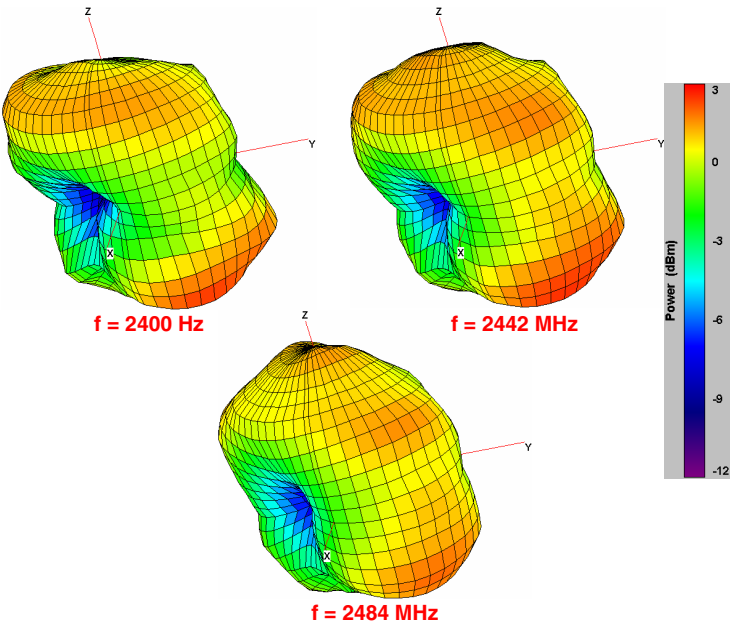 Z
Y
X
f = 2400 Hz
Z
Y
X
f = 2442 MHz
Z
Y
X
f = 2484 MHz
Power (dBm)
3
0
-3
-6
-9
-12